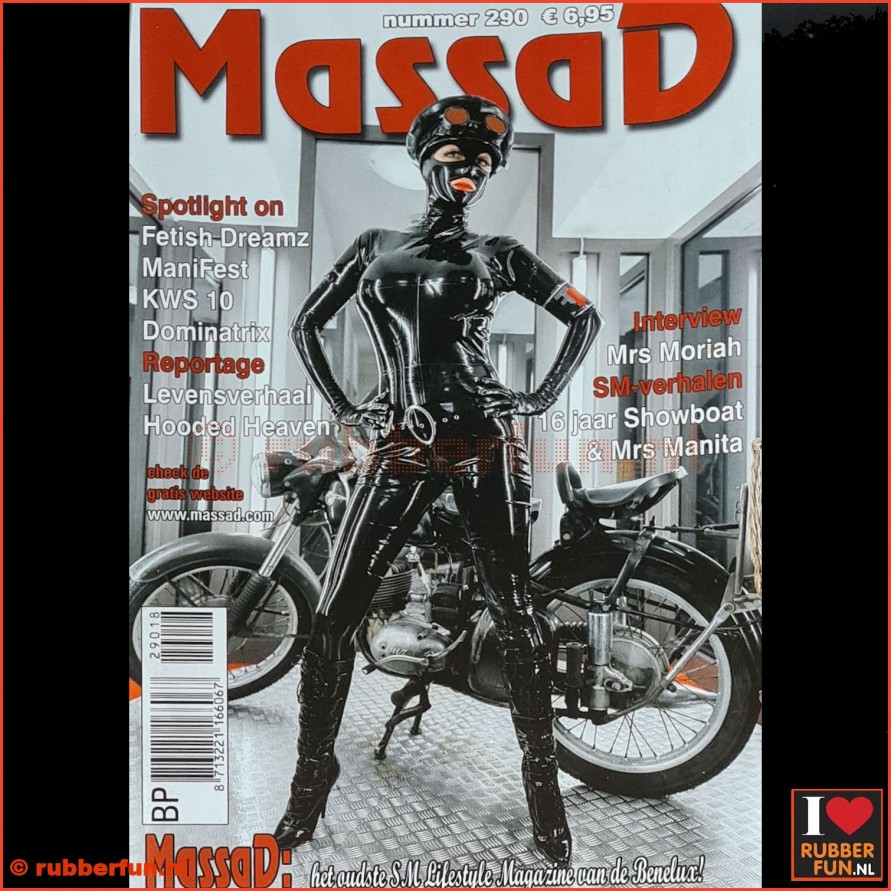 nummer 290 € 6,95
MassaD
Spotlight on
Fetish Dreamz
ManiFest
KWS 10
Dominatrix
Reportage
Levensverhaal
Hooded Heaven
check de
gratis website
www.massad.com
Interview
Mrs Moriah
SM-verhalen
16 jaar Showboat
& Mrs Manita
© rubberfun.nl
29018
8 713221 166067
BP
MassaD:
het oudste SM Lifestyle Magazine van de Benelux!
© rubberfun.
I
RUBBER
FUN.NL